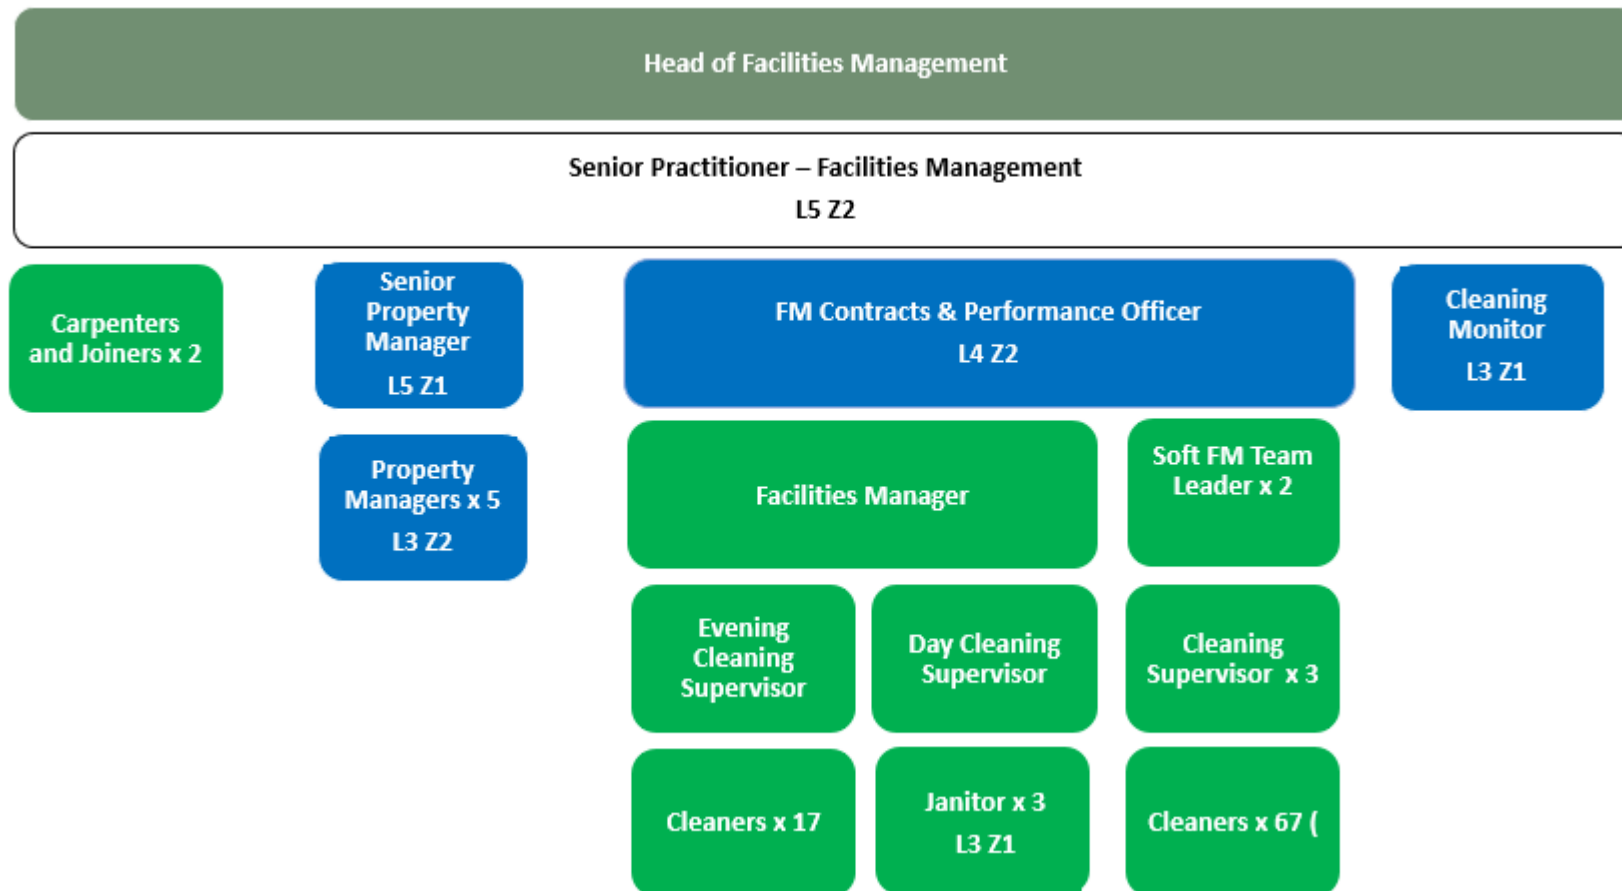 Head of Facilities Management
Senior Practitioner – Facilities Management
L5 Z2
Carpenters
and Joiners x 2
Senior
Property
Manager
L5 Z1
FM Contracts & Performance Officer
L4 Z2
Cleaning
Monitor
L3 Z1
Property
Managers x 5
L3 Z2
Facilities Manager
Soft FM Team
Leader x 2
Evening
Cleaning
Supervisor
Day Cleaning
Supervisor
Cleaning
Supervisor  x 3
Cleaners x 17
Janitor x 3
L3 Z1
Cleaners x 67 (